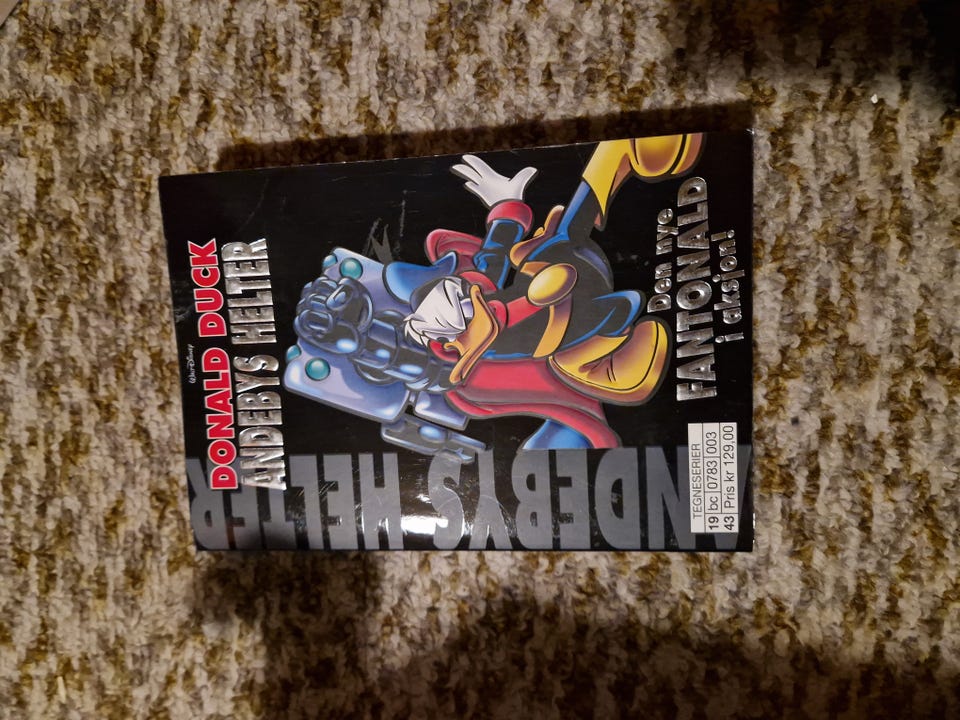 Walt Disney
DONALD DUCK
ANDEBYS HELTER
ANDEBYS HELTER
Den nye
FANTONALD
i aksjon!
TEGNESERIER
19 bc 0783 003
43 Pris kr 129,00